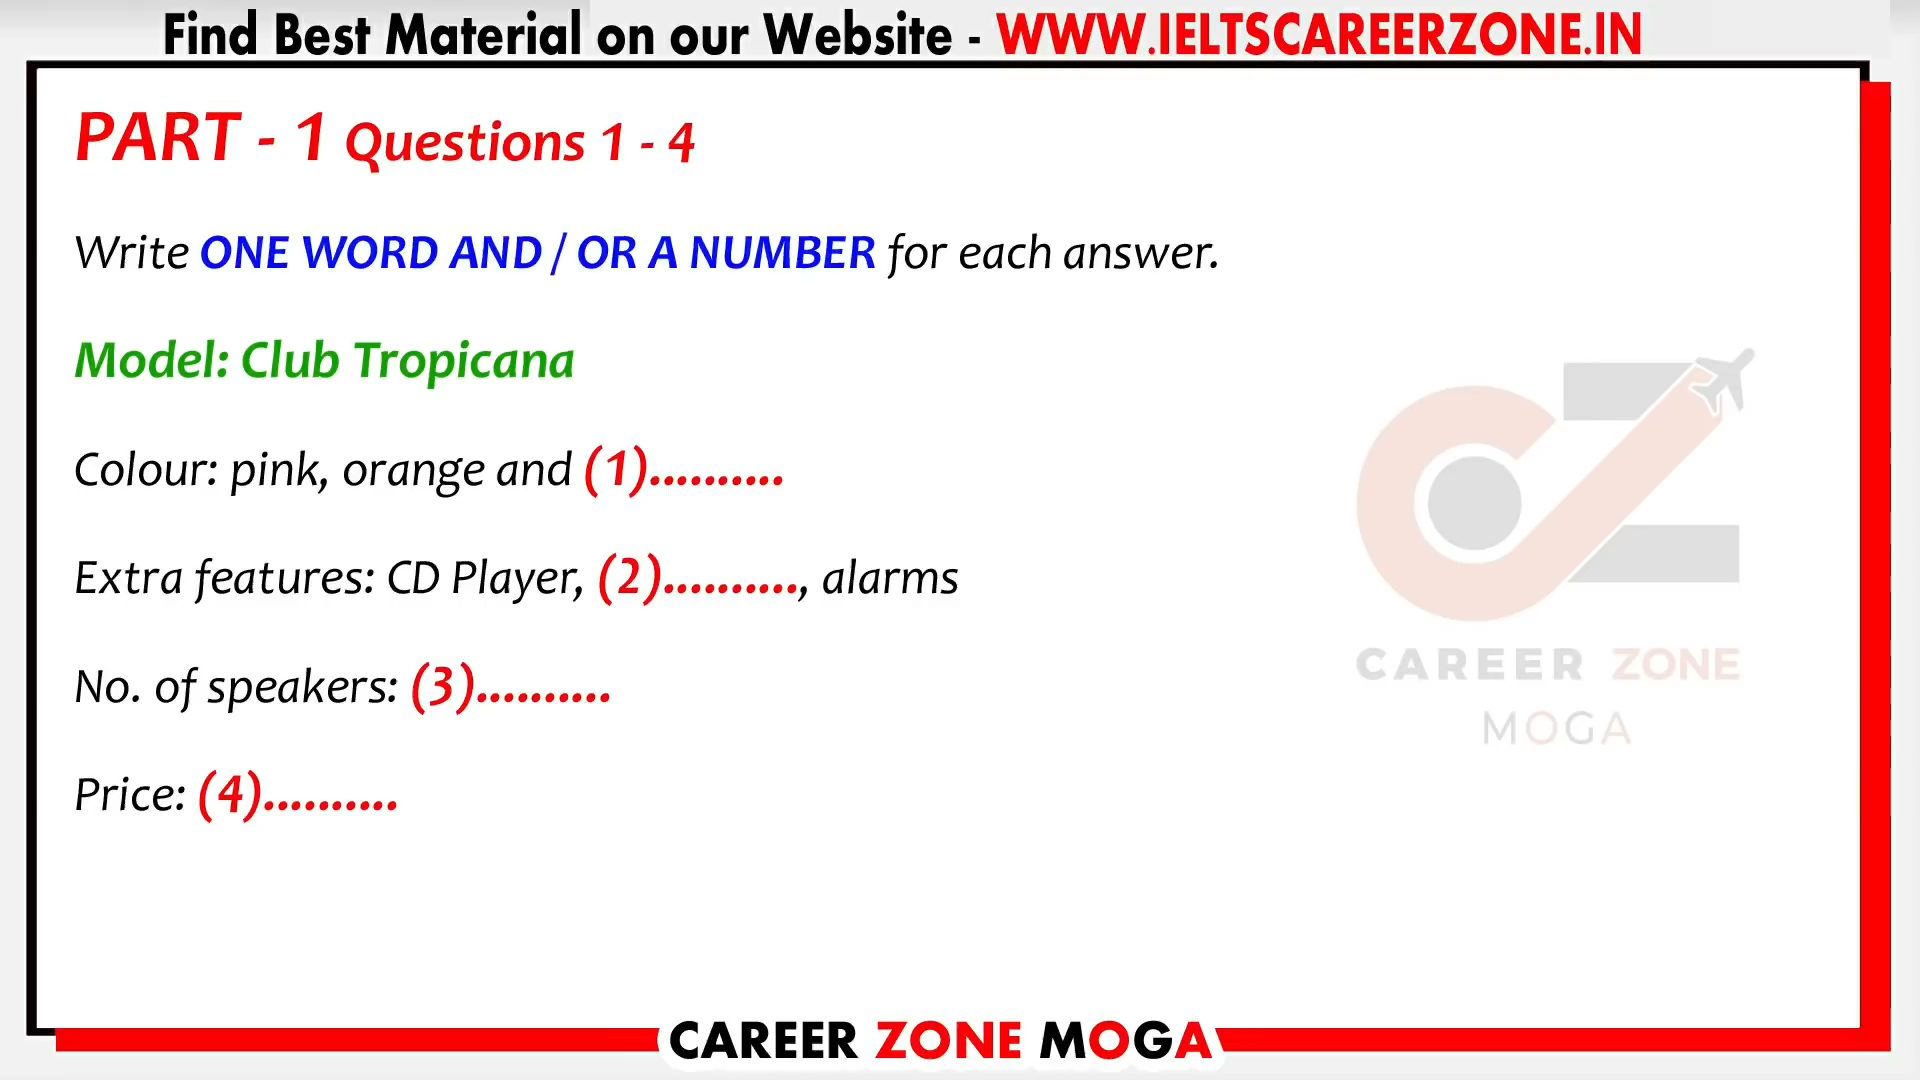 Find Best Material on our Website - WWW.IELTSCAREERZONE.IN
PART - 1 Questions 1 - 4
Write ONE WORD AND / OR A NUMBER for each answer.
Model: Club Tropicana
Colour: pink, orange and (1)..........
Extra features: CD Player, (2).........., alarms
No. of speakers: (3)..........
Price: (4)..........
CAREER ZONE
MOGA
CAREER ZONE MOGA